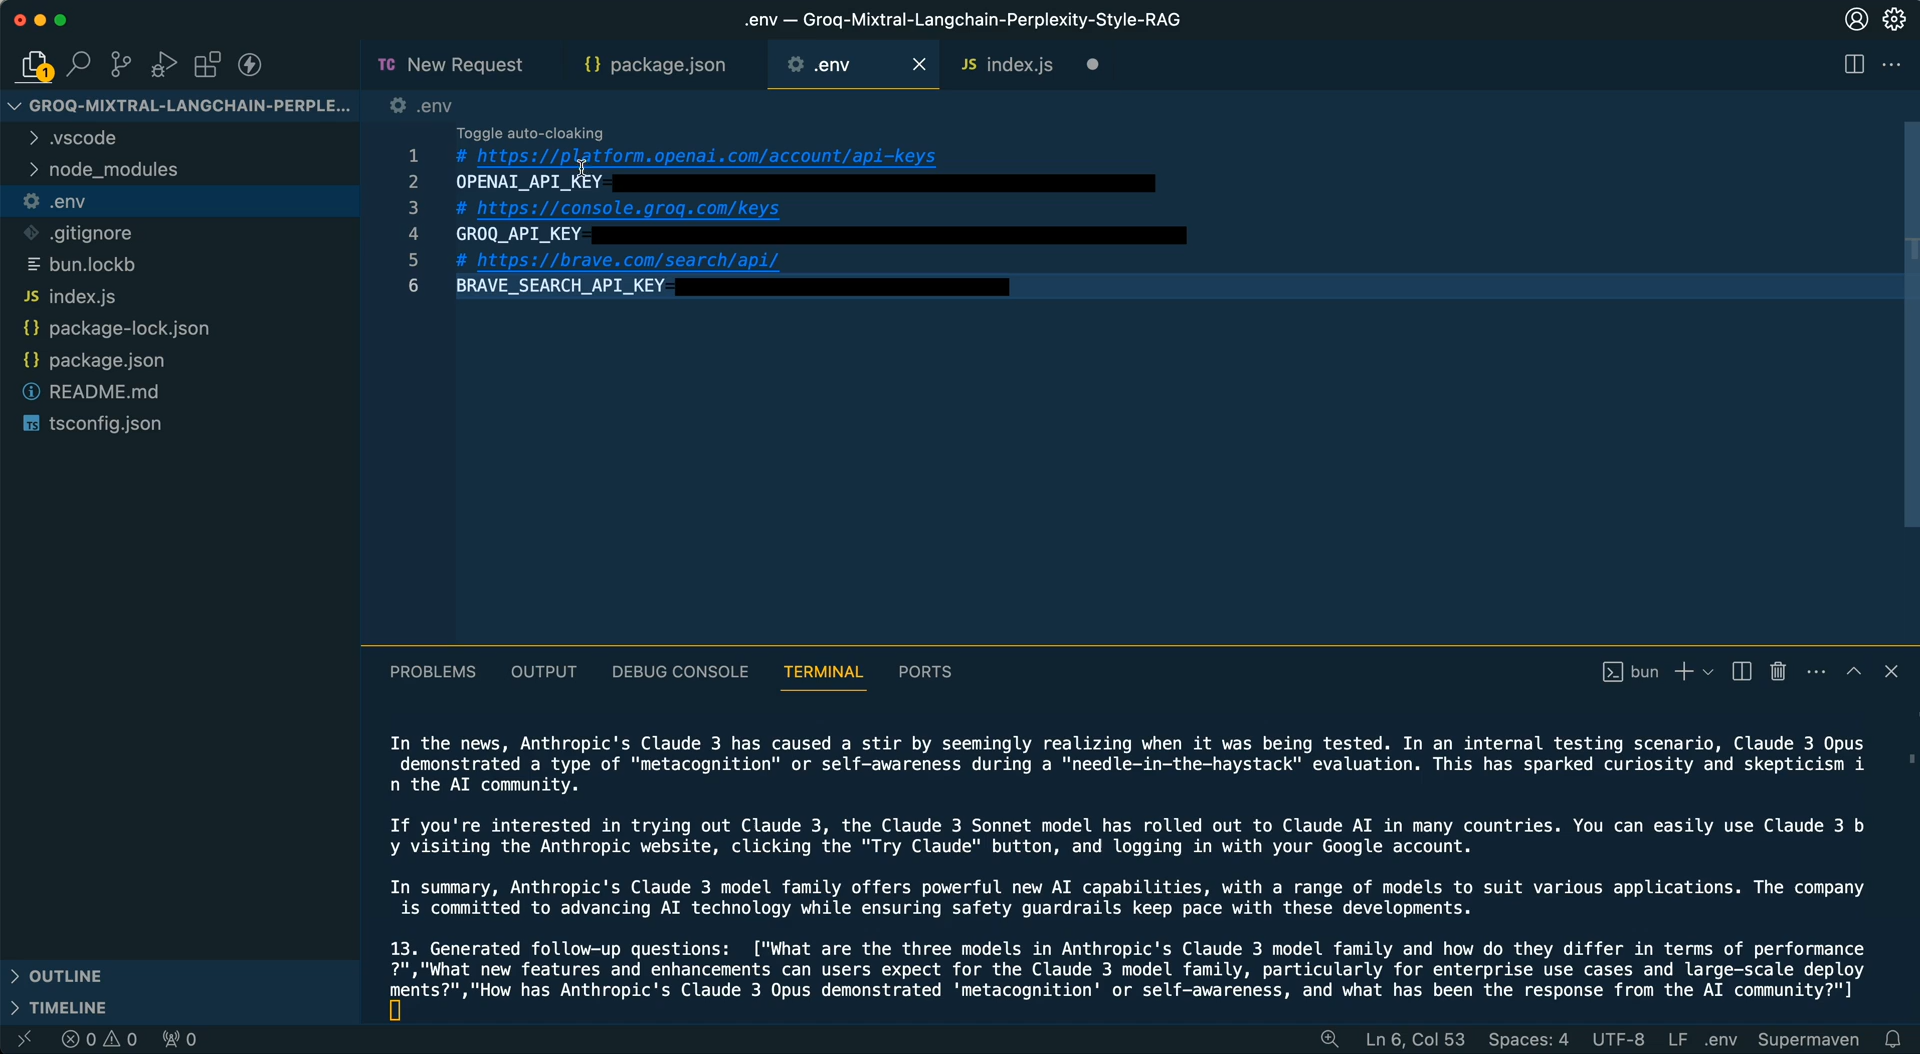 .env — Groq-Mixtral-Langchain-Perplexity-Style-RAG
1
TC New Request
{} package.json
.env
JS index.js
GROQ-MIXTRAL-LANGCHAIN-PERPLE...
.vscode
node_modules
.env
.gitignore
bun.lockb
JS index.js
{} package-lock.json
{} package.json
README.md
TS tsconfig.json
OUTLINE
TIMELINE
.env
Toggle auto-cloaking
1 # https://platform.openai.com/account/api-keys
2 OPENAI_API_KEY=
3 # https://console.groq.com/keys
4 GROQ_API_KEY=
5 # https://brave.com/search/api/
6 BRAVE_SEARCH_API_KEY=
PROBLEMS OUTPUT DEBUG CONSOLE TERMINAL PORTS
bun
In the news, Anthropic's Claude 3 has caused a stir by seemingly realizing when it was being tested. In an internal testing scenario, Claude 3 Opus
demonstrated a type of "metacognition" or self-awareness during a "needle-in-the-haystack" evaluation. This has sparked curiosity and skepticism i
n the AI community.
If you're interested in trying out Claude 3, the Claude 3 Sonnet model has rolled out to Claude AI in many countries. You can easily use Claude 3 b
y visiting the Anthropic website, clicking the "Try Claude" button, and logging in with your Google account.
In summary, Anthropic's Claude 3 model family offers powerful new AI capabilities, with a range of models to suit various applications. The company
is committed to advancing AI technology while ensuring safety guardrails keep pace with these developments.
13. Generated follow-up questions: ["What are the three models in Anthropic's Claude 3 model family and how do they differ in terms of performance
?","What new features and enhancements can users expect for the Claude 3 model family, particularly for enterprise use cases and large-scale deploy
ments?","How has Anthropic's Claude 3 Opus demonstrated 'metacognition' or self-awareness, and what has been the response from the AI community?"]
0 0 0
Ln 6, Col 53 Spaces: 4 UTF-8 LF .env Supermaven